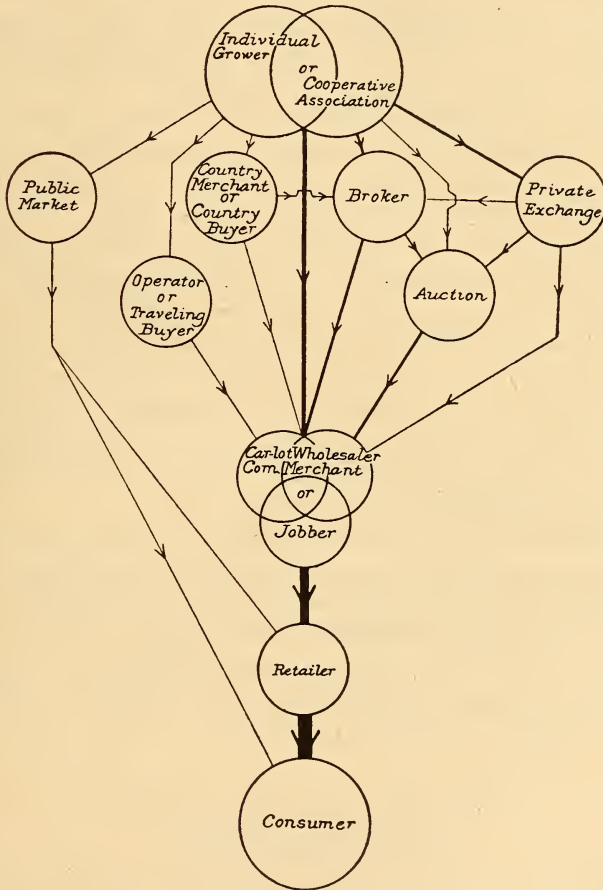 Individual
Grower
or
Cooperative
Association
Public
Market
Country
Merchant
or
Country
Buyer
Broker
Private
Exchange
Operator
or
Traveling
Buyer
Auction
Car-lot Wholesaler
Com. Merchant
or
Jobber
Retailer
Consumer